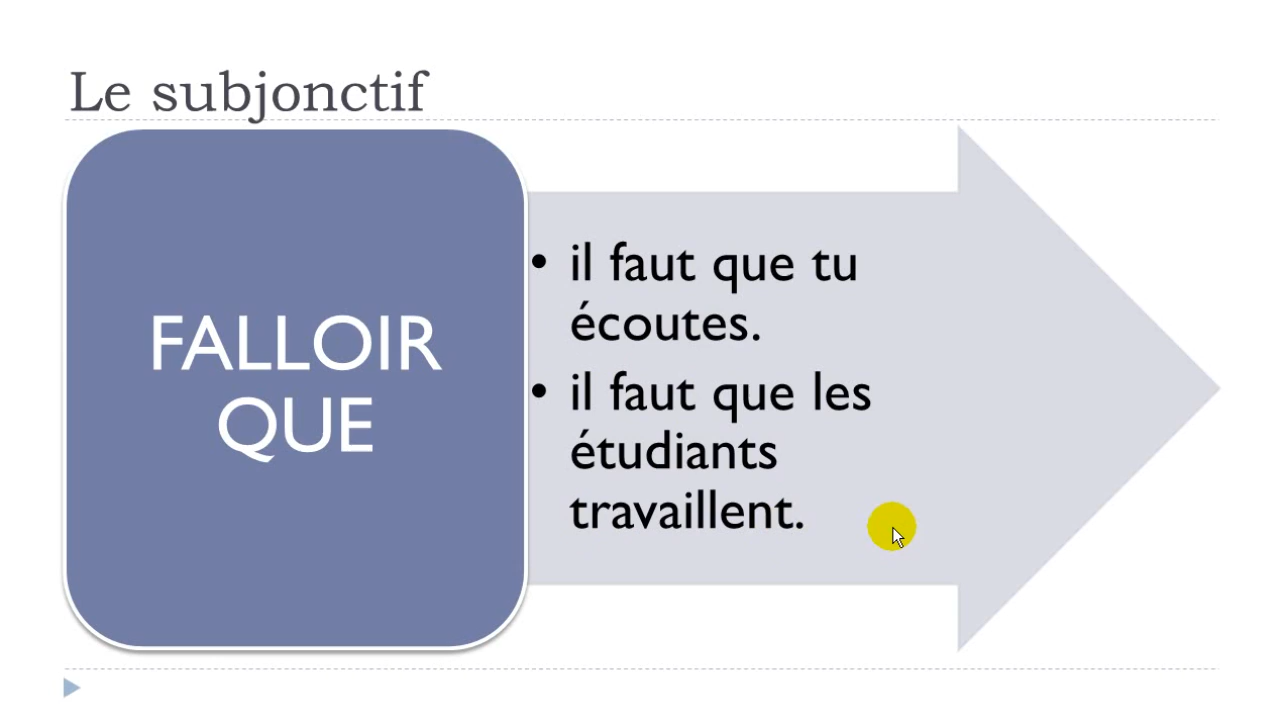 Le subjonctif
FALLOIR
QUE
• il faut que tu
écoutes.
• il faut que les
étudiants
travaillent.